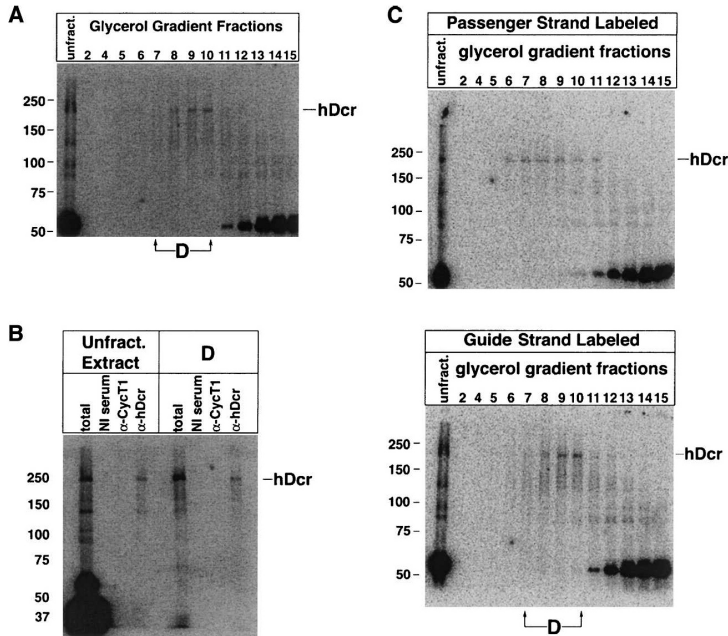 A
Glycerol Gradient Fractions
unfract.
2 4 5 6 7 8 9 10 11 12 13 14 15
250
150
100
75
50
hDcr
D
B
Unfract. Extract
D
total
NI serum
α-CycT1
α-hDcr
total
NI serum
α-CycT1
α-hDcr
250
150
100
75
50
37
hDcr
C
Passenger Strand Labeled
unfract.
glycerol gradient fractions
2 4 5 6 7 8 9 10 11 12 13 14 15
250
150
100
75
50
hDcr
Guide Strand Labeled
unfract.
glycerol gradient fractions
2 4 5 6 7 8 9 10 11 12 13 14 15
250
150
100
75
50
hDcr
D